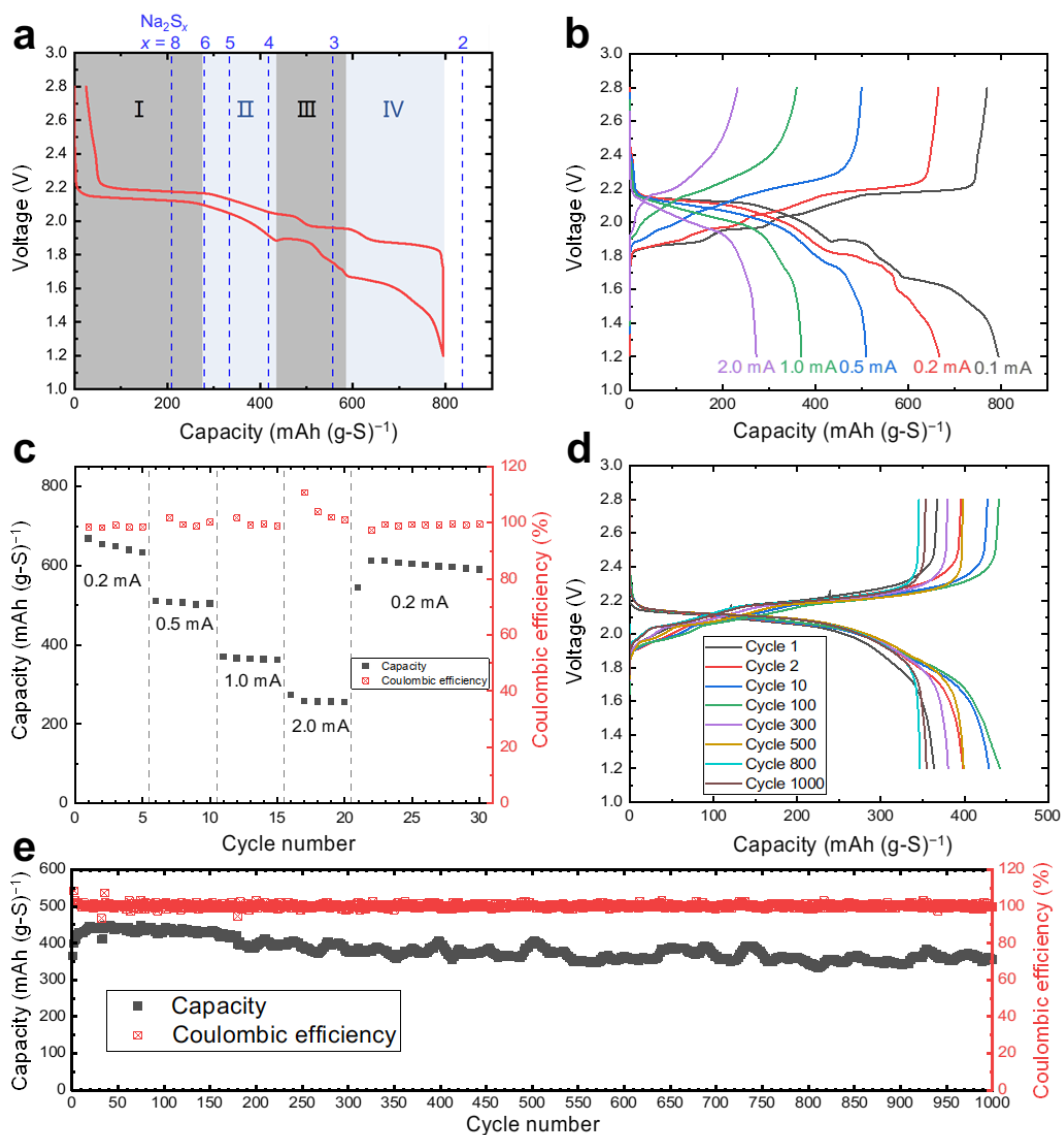 a
Na₂Sₓ
x = 8 6 5 4 3 2
3.0
2.8
2.6
2.4
2.2
2.0
1.8
1.6
1.4
1.2
1.0
Voltage (V)
I II III IV
0 200 400 600 800
Capacity (mAh (g-S)⁻¹)
b
3.0
2.8
2.6
2.4
2.2
2.0
1.8
1.6
1.4
1.2
1.0
Voltage (V)
2.0 mA 1.0 mA 0.5 mA 0.2 mA 0.1 mA
0 200 400 600 800
Capacity (mAh (g-S)⁻¹)
c
800
600
400
200
0
Capacity (mAh (g-S)⁻¹)
0.2 mA
0.5 mA
1.0 mA
2.0 mA
0.2 mA
Capacity
Coulombic efficiency
120
100
80
60
40
20
0
Coulombic efficiency (%)
0 5 10 15 20 25 30
Cycle number
d
3.0
2.8
2.6
2.4
2.2
2.0
1.8
1.6
1.4
1.2
1.0
Voltage (V)
Cycle 1
Cycle 2
Cycle 10
Cycle 100
Cycle 300
Cycle 500
Cycle 800
Cycle 1000
0 100 200 300 400 500
Capacity (mAh (g-S)⁻¹)
e
600
500
400
300
200
100
0
Capacity (mAh (g-S)⁻¹)
Capacity
Coulombic efficiency
120
100
80
60
40
20
0
Coulombic efficiency (%)
0 50 100 150 200 250 300 350 400 450 500 550 600 650 700 750 800 850 900 950 1000
Cycle number